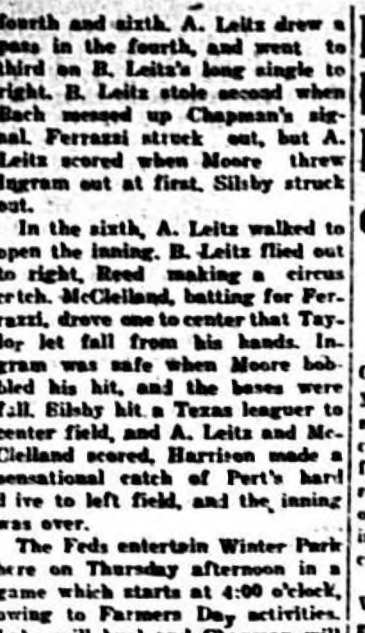 fourth and sixth. A. Leitz drew a
pass in the fourth, and went to
third on B. Leitz's long single to
right. B. Leitz stole second when
Bach messed up Chapman's sig-
nal. Ferrazzi struck out, but A.
Leitz scored when Moore threw
Ingram out at first. Silsby struck
out.
In the sixth, A. Leitz walked to
open the inning. B. Leitz flied out
to right, Reed making a circus
crtch. McClelland, batting for Fer-
razzi, drove one to center that Tay-
lor let fall from his hands. In-
gram was safe when Moore bob-
bled his hit, and the bases were
full. Silsby hit a Texas leaguer to
center field, and A. Leitz and Mc-
Clelland scored, Harrison made a
sensational catch of Pert's hard
d ive to left field, and the inning
was over.
The Feds entertain Winter Park
here on Thursday afternoon in a
game which starts at 4:00 o'clock,
owing to Farmers Day activities.